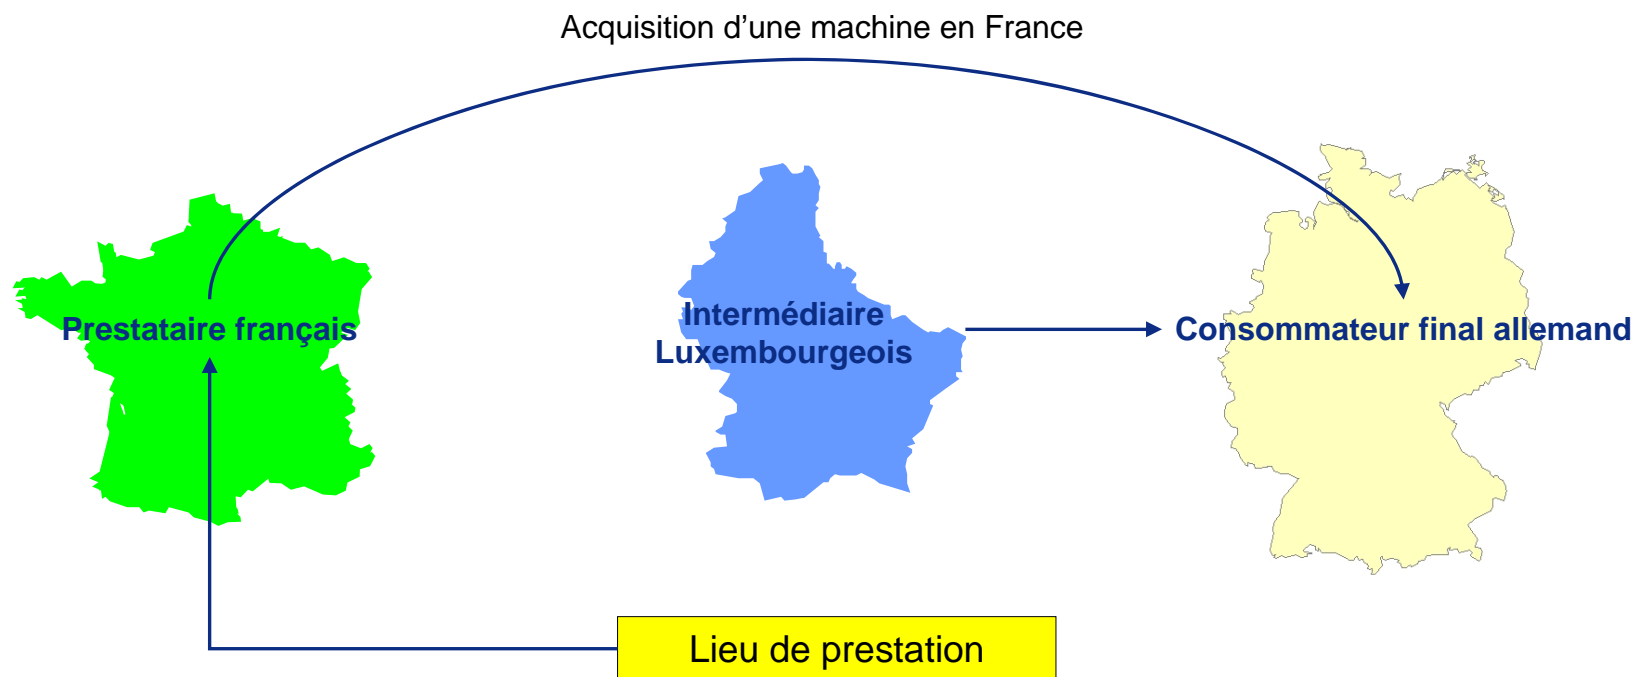 Acquisition d’une machine en France
Prestataire français
Intermédiaire
Luxembourgeois
Consommateur final allemand
Lieu de prestation